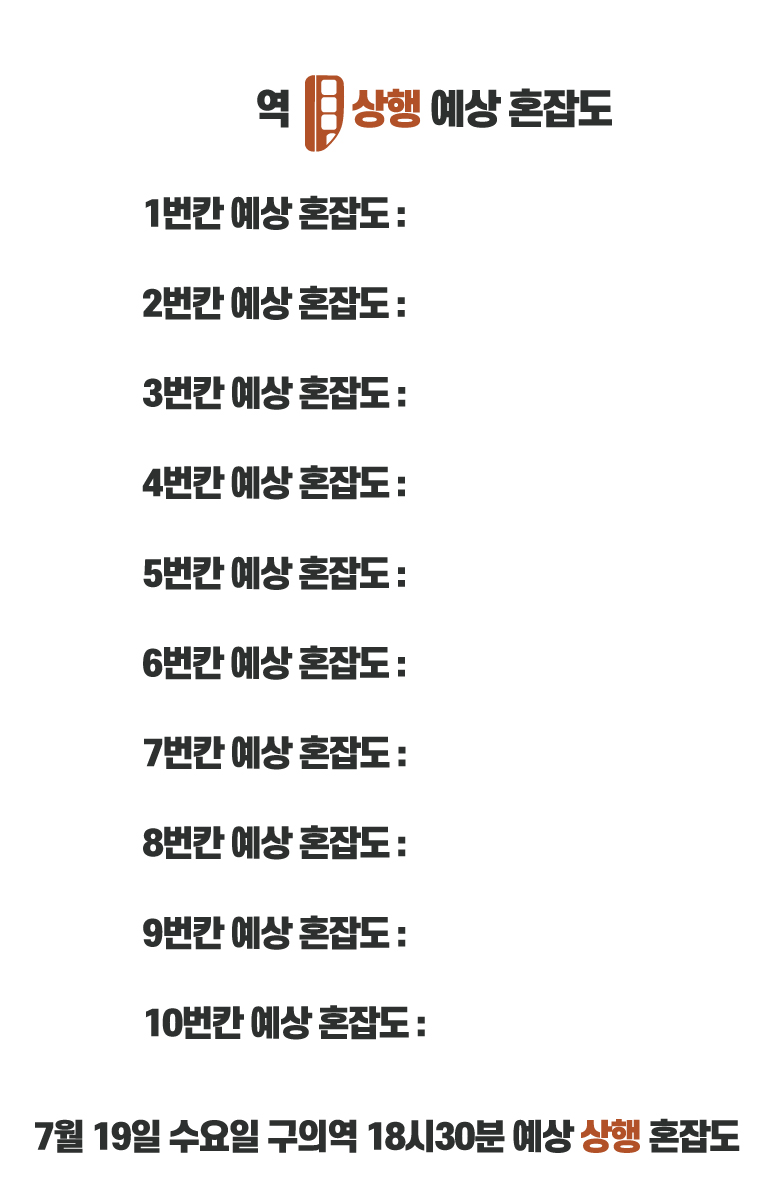 역 상행 예상 혼잡도
1번칸 예상 혼잡도 :
2번칸 예상 혼잡도 :
3번칸 예상 혼잡도 :
4번칸 예상 혼잡도 :
5번칸 예상 혼잡도 :
6번칸 예상 혼잡도 :
7번칸 예상 혼잡도 :
8번칸 예상 혼잡도 :
9번칸 예상 혼잡도 :
10번칸 예상 혼잡도 :
7월 19일 수요일 구의역 18시30분 예상 상행 혼잡도